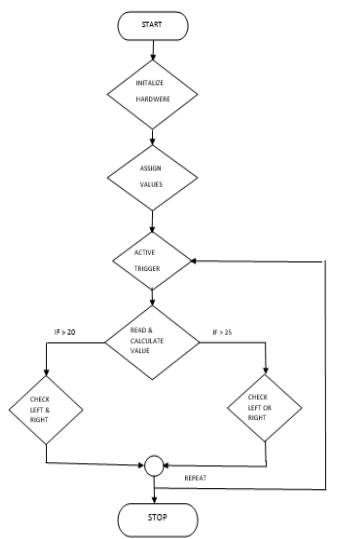 START
INITALIZE
HARDWERE
ASSIGN
VALUES
ACTIVE
TRIGGER
READ &
CALCULATE
VALUE
IF > 20
IF > 25
CHECK
LEFT &
RIGHT
CHECK
LEFT OR
RIGHT
REPEAT
STOP